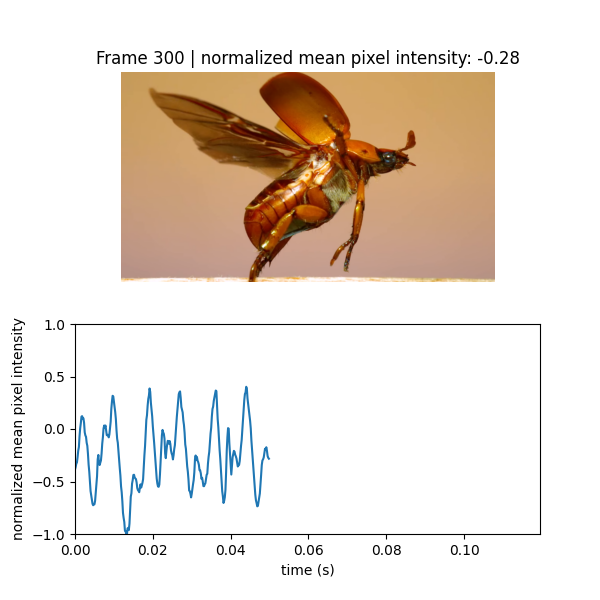 Frame 300 | normalized mean pixel intensity: -0.28
1.0
0.5
0.0
−0.5
−1.0
normalized mean pixel intensity
0.00 0.02 0.04 0.06 0.08 0.10
time (s)